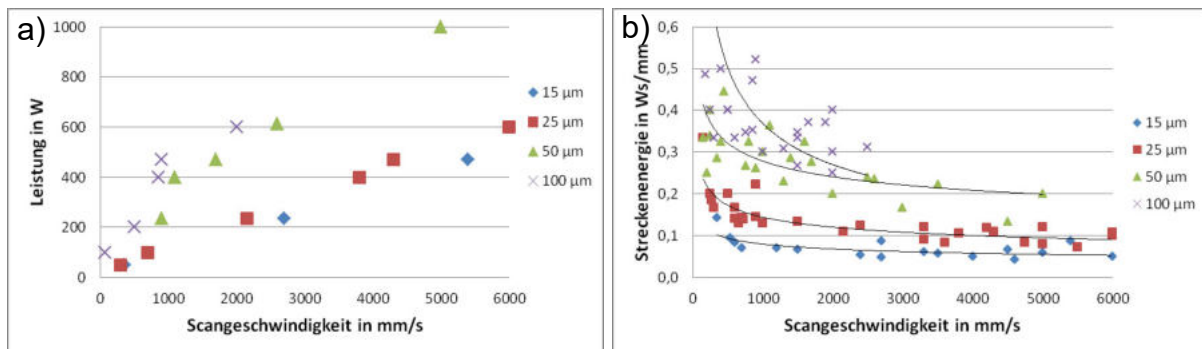 a)
Leistung in W
1000
800
600
400
200
0
0 1000 2000 3000 4000 5000 6000
Scangeschwindigkeit in mm/s
15 µm
25 µm
50 µm
100 µm
b)
Streckenenergie in Ws/mm
0,6
0,5
0,4
0,3
0,2
0,1
0,0
0 1000 2000 3000 4000 5000 6000
Scangeschwindigkeit in mm/s
15 µm
25 µm
50 µm
100 µm